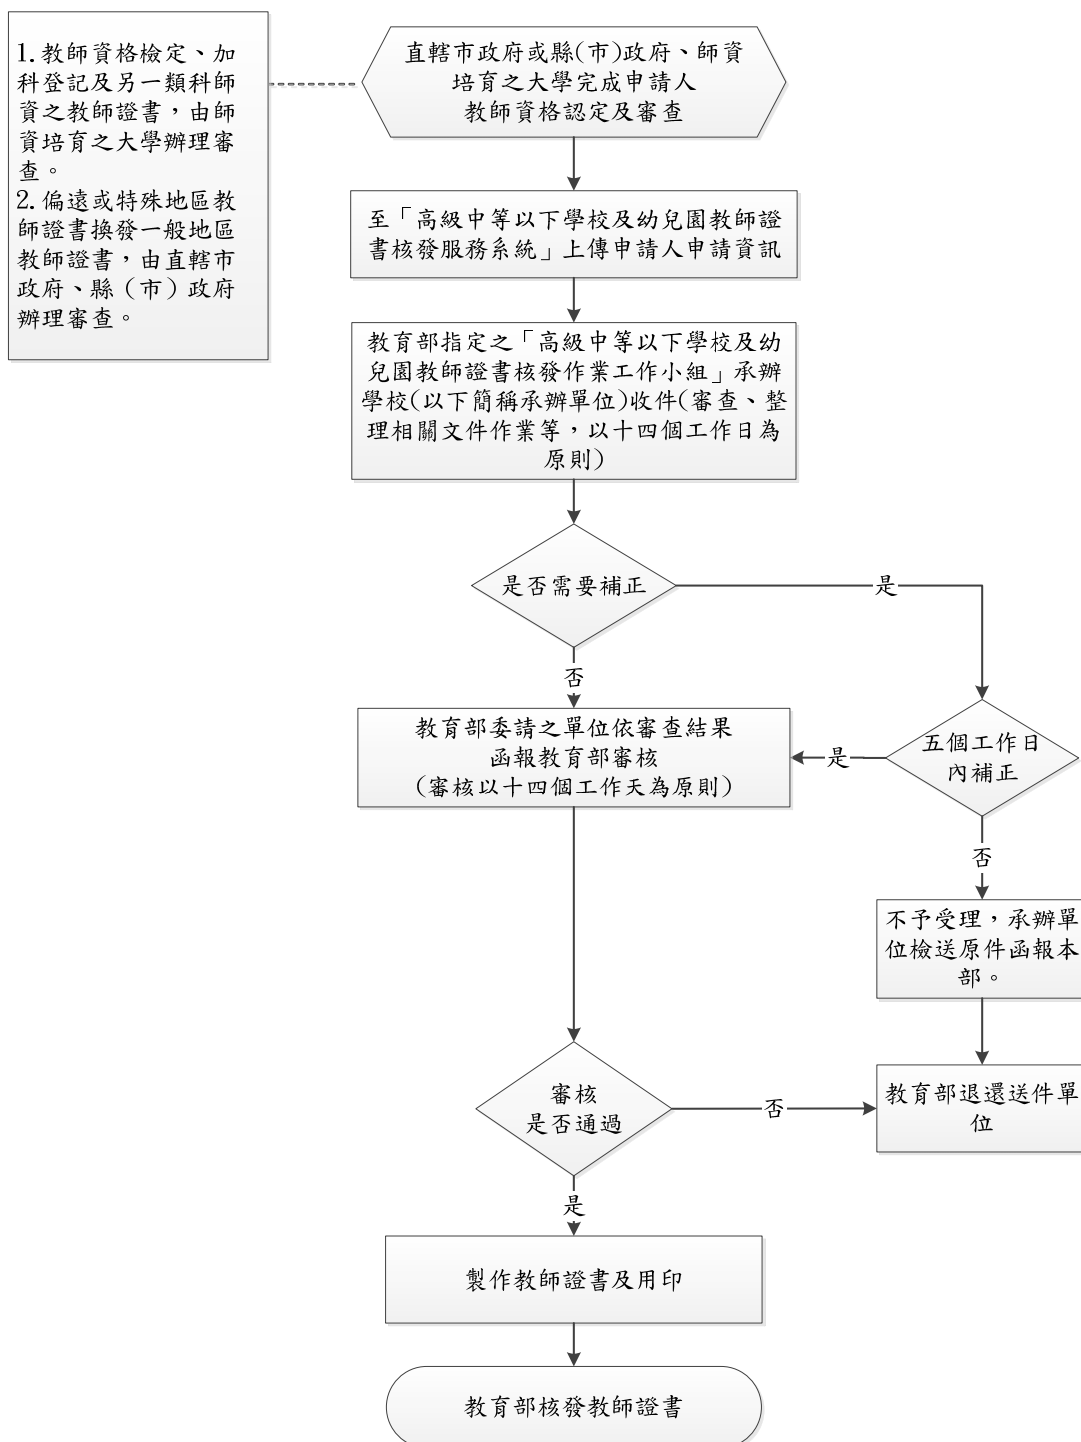 1. 教師資格檢定、加
科登記及另一類科師
資之教師證書，由師
資培育之大學辦理審
查。
2. 偏遠或特殊地區教
師證書換發一般地區
教師證書，由直轄市
政府、縣（市）政府
辦理審查。
直轄市政府或縣(市)政府、師資
培育之大學完成申請人
教師資格認定及審查
至「高級中等以下學校及幼兒園教師證
書核發服務系統」上傳申請人申請資訊
教育部指定之「高級中等以下學校及幼
兒園教師證書核發作業工作小組」承辦
學校(以下簡稱承辦單位)收件(審查、整
理相關文件作業等，以十四個工作日為
原則)
是否需要補正
是
否
教育部委請之單位依審查結果
函報教育部審核
(審核以十四個工作天為原則)
是
五個工作日
內補正
否
不予受理，承辦單
位檢送原件函報本
部。
審核
是否通過
否
教育部退還送件單
位
是
製作教師證書及用印
教育部核發教師證書